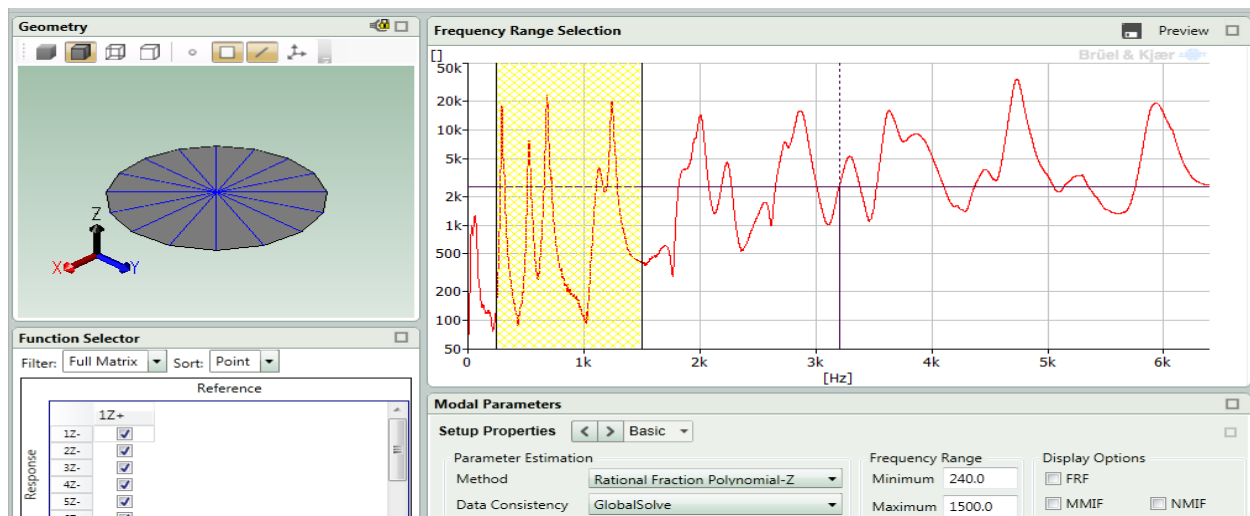 Geometry
Z
X
Y
Function Selector
Filter: Full Matrix Sort: Point
Reference
1Z+
Response
1Z-
2Z-
3Z-
4Z-
5Z-
Frequency Range Selection
Preview
[]
Brüel & Kjær
50k
20k
10k
5k
2k
1k
500
200
100
50
0 1k 2k 3k 4k 5k 6k
[Hz]
Modal Parameters
Setup Properties < > Basic
Parameter Estimation Frequency Range Display Options
Method Rational Fraction Polynomial-Z Minimum 240.0 FRF
Data Consistency GlobalSolve Maximum 1500.0 MMIF NMIF